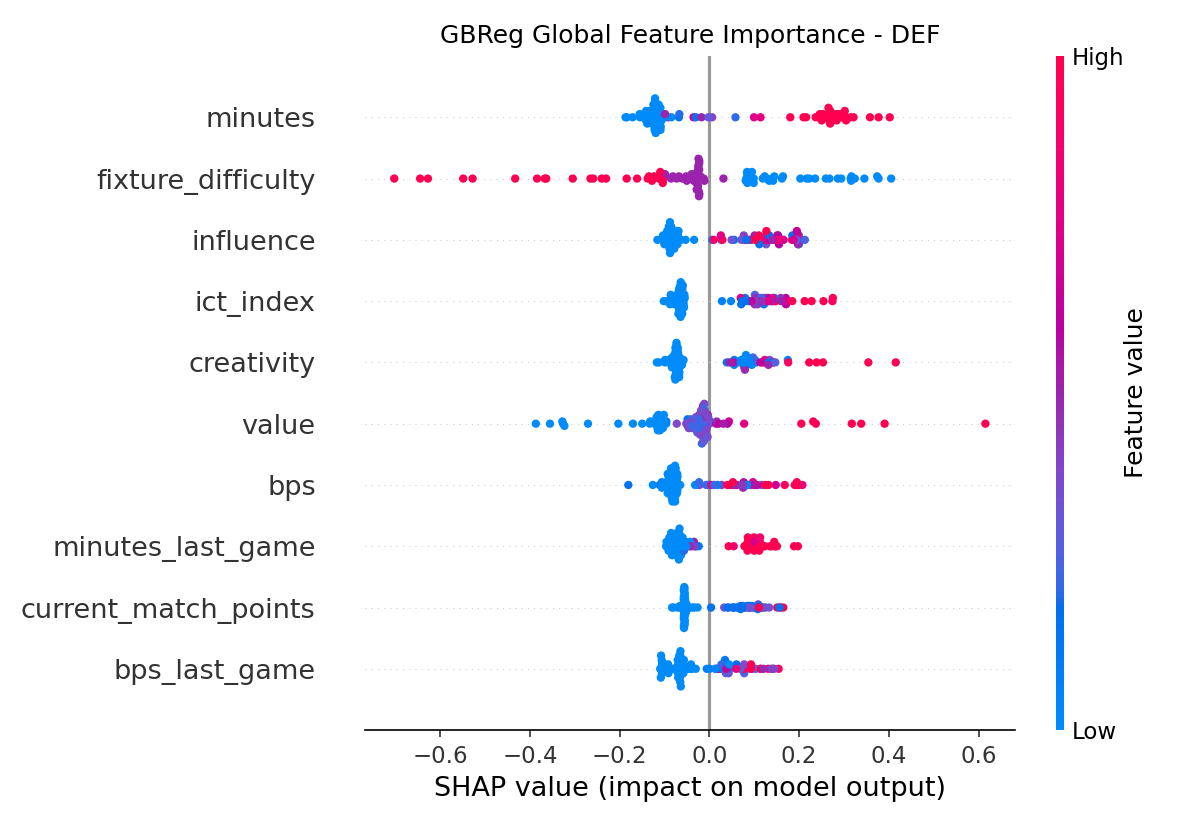 GBReg Global Feature Importance - DEF
High
minutes
fixture_difficulty
influence
ict_index
creativity
value
bps
minutes_last_game
current_match_points
bps_last_game
Feature value
Low
−0.6 −0.4 −0.2 0.0 0.2 0.4 0.6
SHAP value (impact on model output)